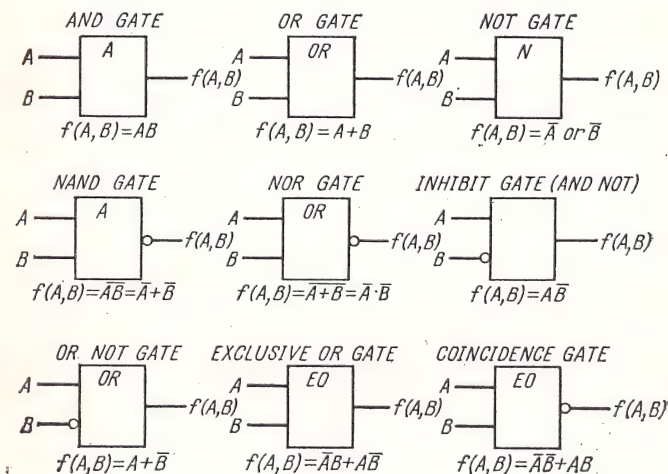 AND GATE
OR GATE
NOT GATE
A
A
B
f(A,B)
f(A,B)=AB
OR
A
B
f(A,B)
f(A,B)=A+B
N
A
B
f(A,B)
f(A,B)=A̅ or B̅
NAND GATE
NOR GATE
INHIBIT GATE (AND NOT)
A
A
B
f(A,B)
f(A,B)=A̅B̅=A̅+B̅
OR
A
B
f(A,B)
f(A,B)=A̅+̅B̅=A̅·B̅
A
B
f(A,B)
f(A,B)=AB̅
OR NOT GATE
EXCLUSIVE OR GATE
COINCIDENCE GATE
OR
A
B
f(A,B)
f(A,B)=A+B̅
EO
A
B
f(A,B)
f(A,B)=A̅B+AB̅
EO
A
B
f(A,B)
f(A,B)=A̅B̅+AB